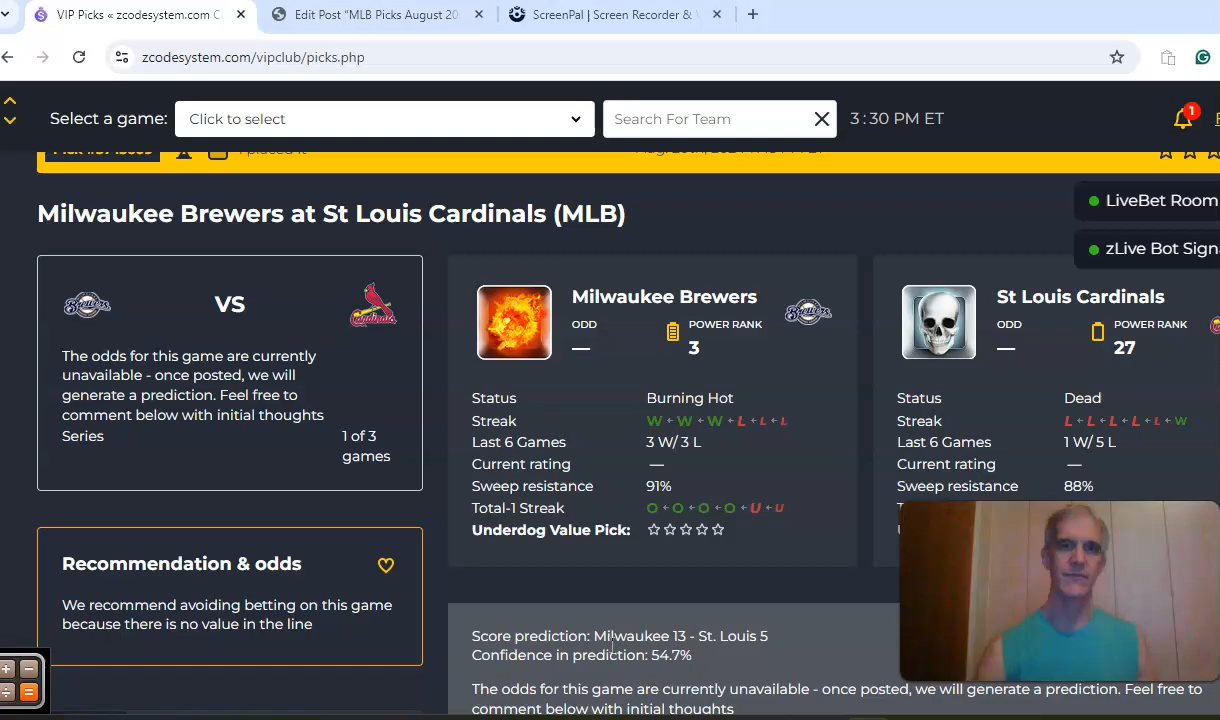 VIP Picks « zcodesystem.com C
Edit Post "MLB Picks August 20
ScreenPal | Screen Recorder &
zcodesystem.com/vipclub/picks.php
Select a game:
Click to select
Search For Team
3:30 PM ET
1
I placed it
Milwaukee Brewers at St Louis Cardinals (MLB)
LiveBet Room
zLive Bot Signa
Brewers
VS
Cardinals
The odds for this game are currently
unavailable - once posted, we will
generate a prediction. Feel free to
comment below with initial thoughts
Series
1 of 3
games
Milwaukee Brewers
Brewers
ODD
—
POWER RANK
3
Status
Burning Hot
Streak
W W W L L L
Last 6 Games
3 W/ 3 L
Current rating
—
Sweep resistance
91%
Total-1 Streak
O O O O U U
Underdog Value Pick:
St Louis Cardinals
ODD
—
POWER RANK
27
Status
Dead
Streak
L L L L L W
Last 6 Games
1 W/ 5 L
Current rating
—
Sweep resistance
88%
Recommendation & odds
We recommend avoiding betting on this game
because there is no value in the line
Score prediction: Milwaukee 13 - St. Louis 5
Confidence in prediction: 54.7%
The odds for this game are currently unavailable - once posted, we will generate a prediction. Feel free to
comment below with initial thoughts